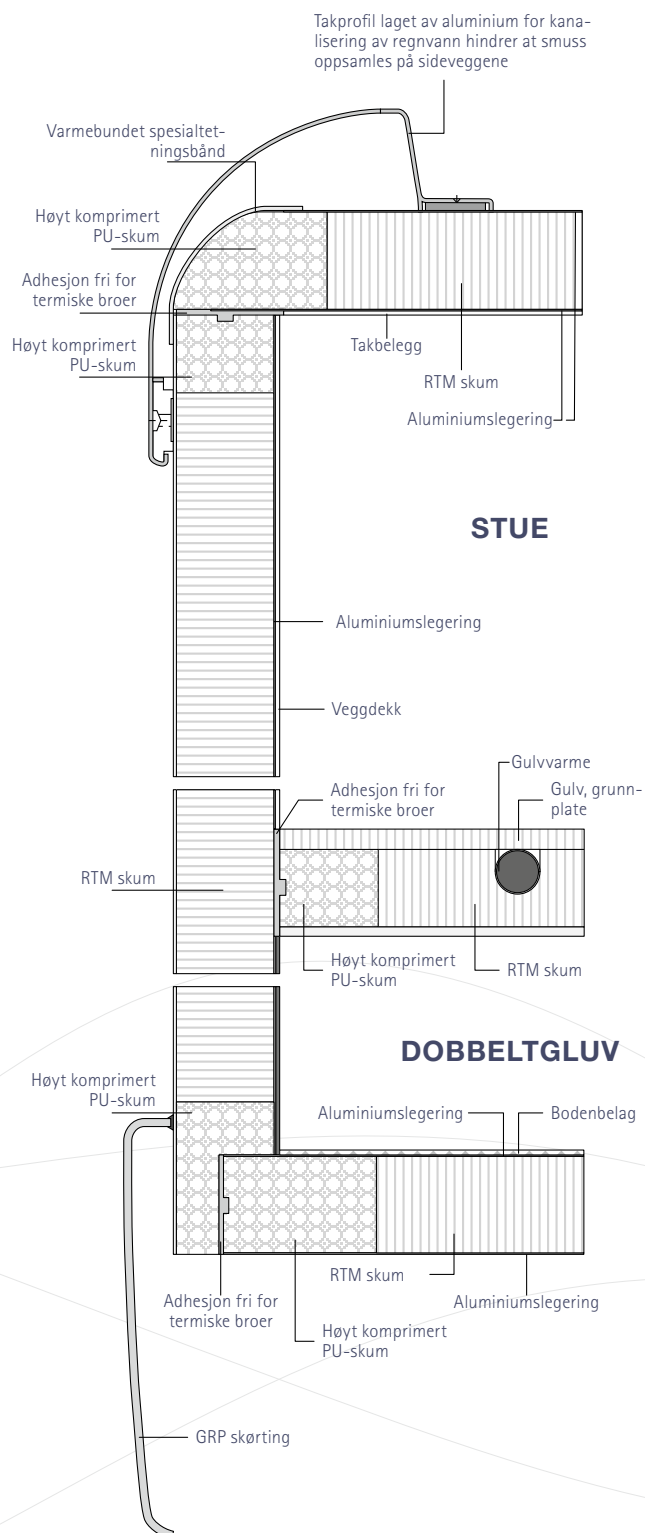 Takprofil laget av aluminium for kana-
lisering av regnvann hindrer at smuss
oppsamles på sideveggene
Varmebundet spesialtet-
ningsbånd
Høyt komprimert
PU-skum
Adhesjon fri for
termiske broer
Høyt komprimert
PU-skum
Takbelegg
RTM skum
Aluminiumslegering
STUE
Aluminiumslegering
Veggdekk
Gulvvarme
Adhesjon fri for
termiske broer
Gulv, grunn-
plate
RTM skum
Høyt komprimert
PU-skum
RTM skum
DOBBELTGLUV
Høyt komprimert
PU-skum
Aluminiumslegering
Bodenbelag
RTM skum
Adhesjon fri for
termiske broer
Aluminiumslegering
Høyt komprimert
PU-skum
GRP skørting